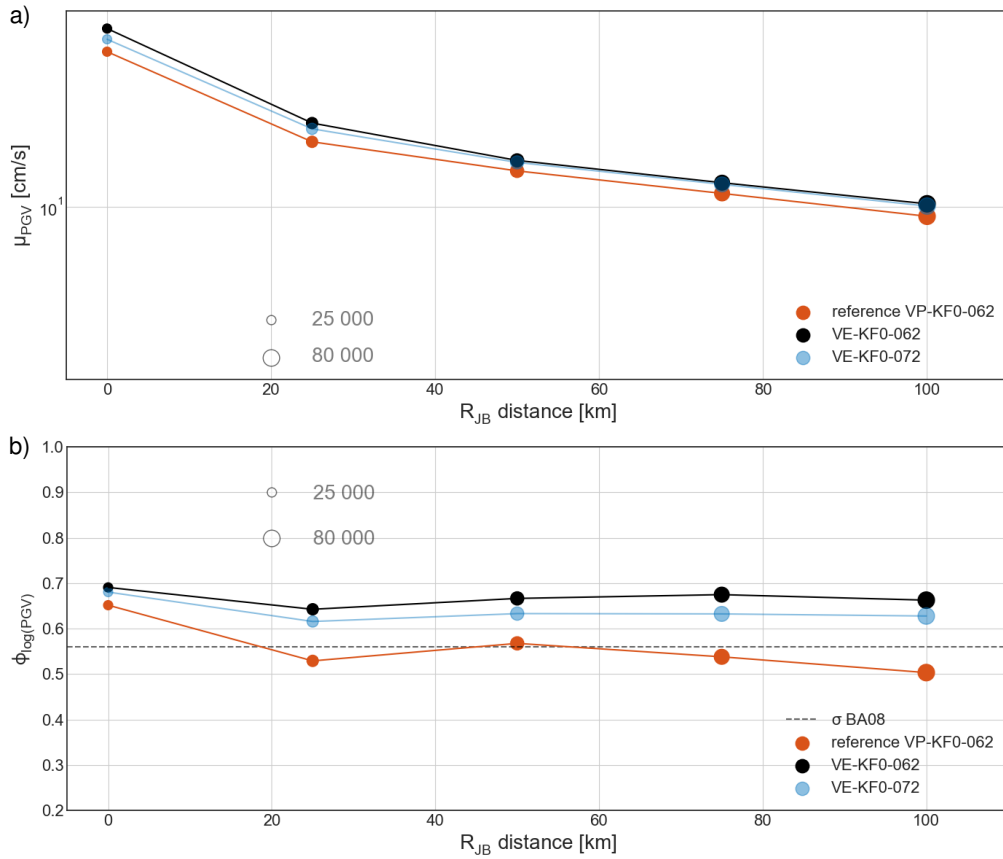 a)
μPGV [cm/s]
10¹
25 000
80 000
reference VP-KF0-062
VE-KF0-062
VE-KF0-072
0 20 40 60 80 100
RJB distance [km]
b)
ϕlog(PGV)
1.0
0.9
0.8
0.7
0.6
0.5
0.4
0.3
0.2
25 000
80 000
σ BA08
reference VP-KF0-062
VE-KF0-062
VE-KF0-072
0 20 40 60 80 100
RJB distance [km]